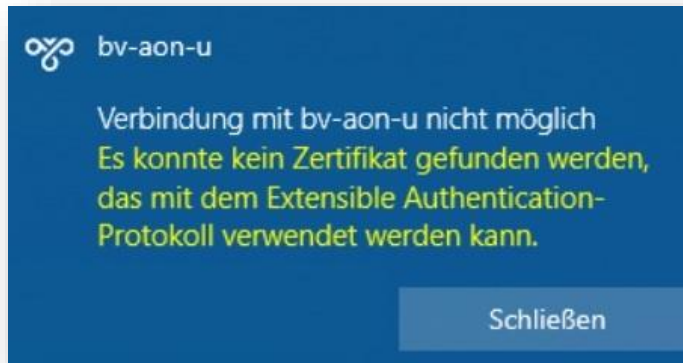 bv-aon-u
Verbindung mit bv-aon-u nicht möglich
Es konnte kein Zertifikat gefunden werden,
das mit dem Extensible Authentication-
Protokoll verwendet werden kann.
Schließen